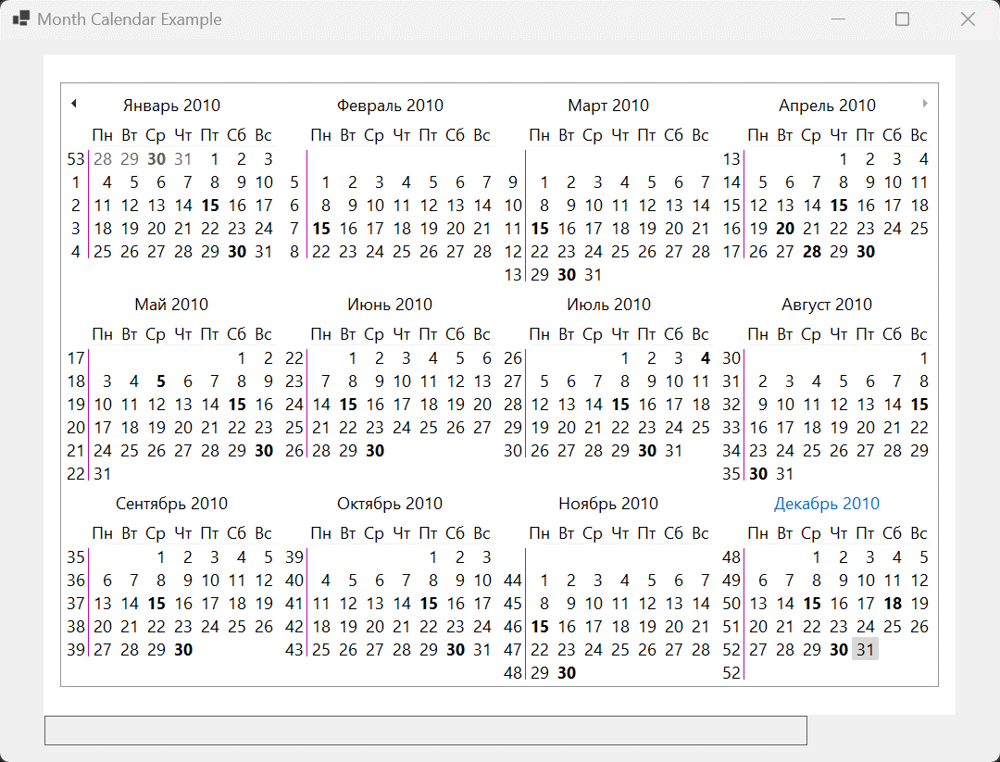 Month Calendar Example
Январь 2010 Февраль 2010 Март 2010 Апрель 2010
Пн Вт Ср Чт Пт Сб Вс Пн Вт Ср Чт Пт Сб Вс Пн Вт Ср Чт Пт Сб Вс Пн Вт Ср Чт Пт Сб Вс
53 28 29 30 31 1 2 3 13 1 2 3 4
1 4 5 6 7 8 9 10 5 1 2 3 4 5 6 7 9 1 2 3 4 5 6 7 14 5 6 7 8 9 10 11
2 11 12 13 14 15 16 17 6 8 9 10 11 12 13 14 10 8 9 10 11 12 13 14 15 12 13 14 15 16 17 18
3 18 19 20 21 22 23 24 7 15 16 17 18 19 20 21 11 15 16 17 18 19 20 21 16 19 20 21 22 23 24 25
4 25 26 27 28 29 30 31 8 22 23 24 25 26 27 28 12 22 23 24 25 26 27 28 17 26 27 28 29 30
13 29 30 31
Май 2010 Июнь 2010 Июль 2010 Август 2010
Пн Вт Ср Чт Пт Сб Вс Пн Вт Ср Чт Пт Сб Вс Пн Вт Ср Чт Пт Сб Вс Пн Вт Ср Чт Пт Сб Вс
17 1 2 22 1 2 3 4 5 6 26 1 2 3 4 30 1
18 3 4 5 6 7 8 9 23 7 8 9 10 11 12 13 27 5 6 7 8 9 10 11 31 2 3 4 5 6 7 8
19 10 11 12 13 14 15 16 24 14 15 16 17 18 19 20 28 12 13 14 15 16 17 18 32 9 10 11 12 13 14 15
20 17 18 19 20 21 22 23 25 21 22 23 24 25 26 27 29 19 20 21 22 23 24 25 33 16 17 18 19 20 21 22
21 24 25 26 27 28 29 30 26 28 29 30 30 26 27 28 29 30 31 34 23 24 25 26 27 28 29
22 31 35 30 31
Сентябрь 2010 Октябрь 2010 Ноябрь 2010 Декабрь 2010
Пн Вт Ср Чт Пт Сб Вс Пн Вт Ср Чт Пт Сб Вс Пн Вт Ср Чт Пт Сб Вс Пн Вт Ср Чт Пт Сб Вс
35 1 2 3 4 5 39 1 2 3 48 1 2 3 4 5
36 6 7 8 9 10 11 12 40 4 5 6 7 8 9 10 44 1 2 3 4 5 6 7 49 6 7 8 9 10 11 12
37 13 14 15 16 17 18 19 41 11 12 13 14 15 16 17 45 8 9 10 11 12 13 14 50 13 14 15 16 17 18 19
38 20 21 22 23 24 25 26 42 18 19 20 21 22 23 24 46 15 16 17 18 19 20 21 51 20 21 22 23 24 25 26
39 27 28 29 30 43 25 26 27 28 29 30 31 47 22 23 24 25 26 27 28 52 27 28 29 30 31
48 29 30 52